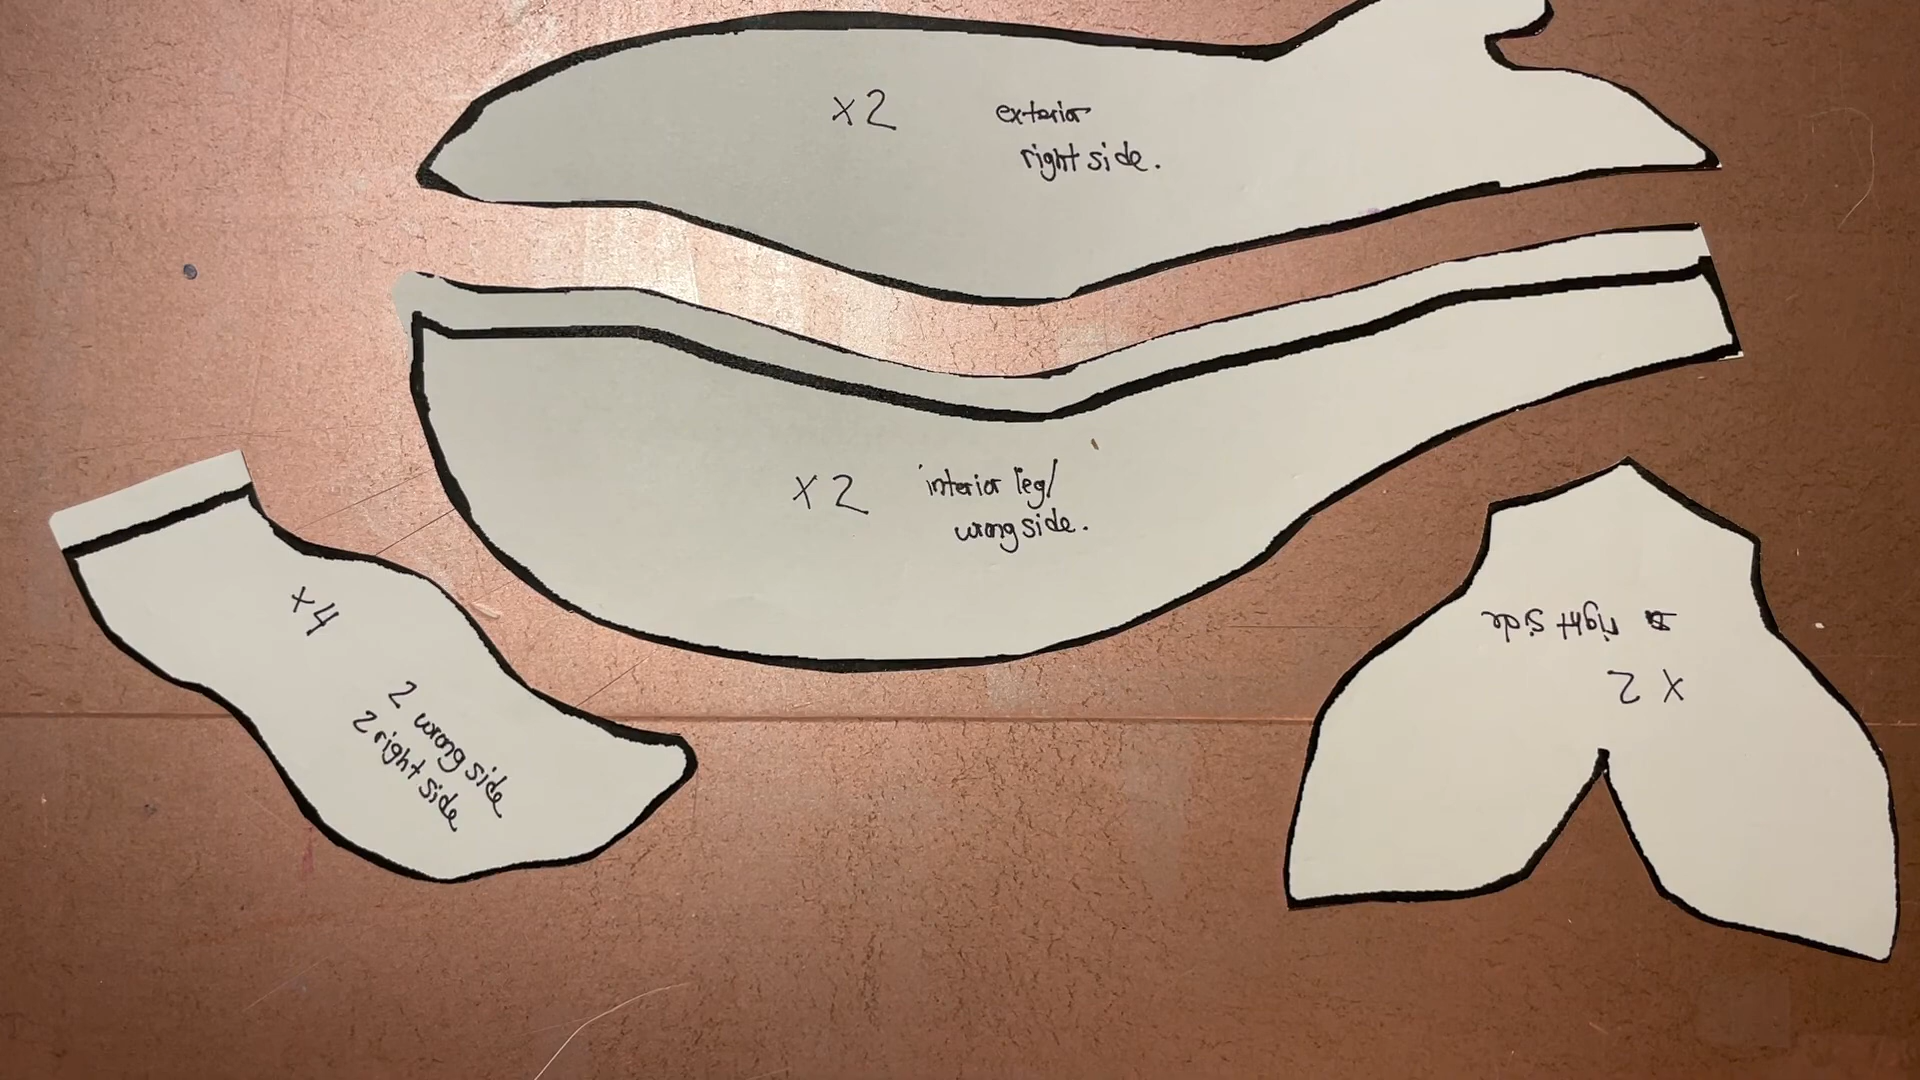 x2
exterior
right side.
x2
interior leg/
wrong side.
x4
2 wrong side
2 right side
x2
right side